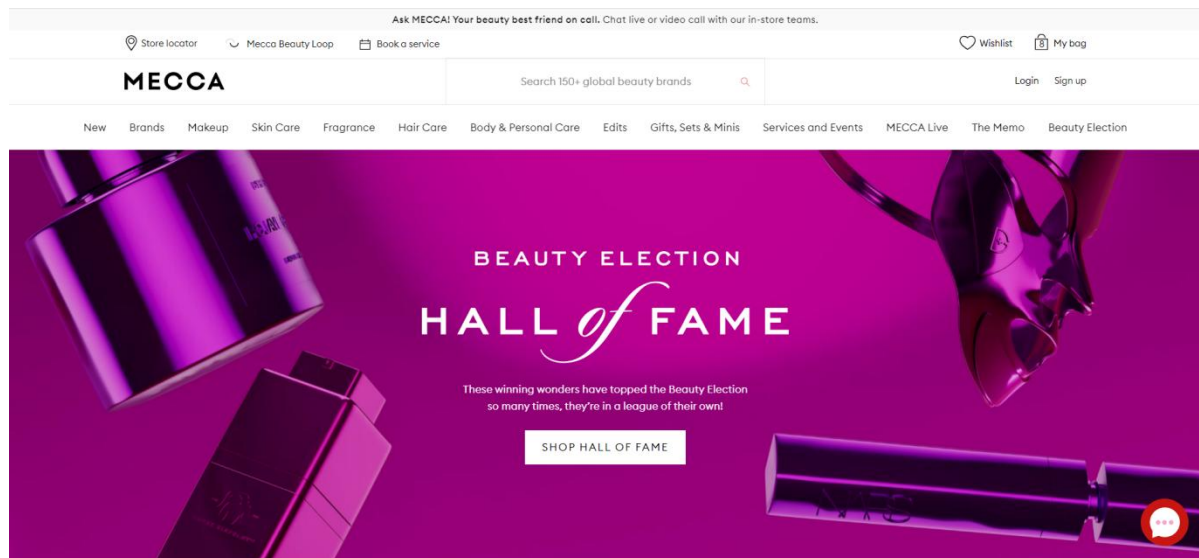 Ask MECCA! Your beauty best friend on call. Chat live or video call with our in-store teams.
Store locator Mecca Beauty Loop Book a service Wishlist 8 My bag
MECCA Search 150+ global beauty brands Login Sign up
New Brands Makeup Skin Care Fragrance Hair Care Body & Personal Care Edits Gifts, Sets & Minis Services and Events MECCA Live The Memo Beauty Election
BEAUTY ELECTION
HALL of FAME
These winning wonders have topped the Beauty Election
so many times, they're in a league of their own!
SHOP HALL OF FAME
NARS